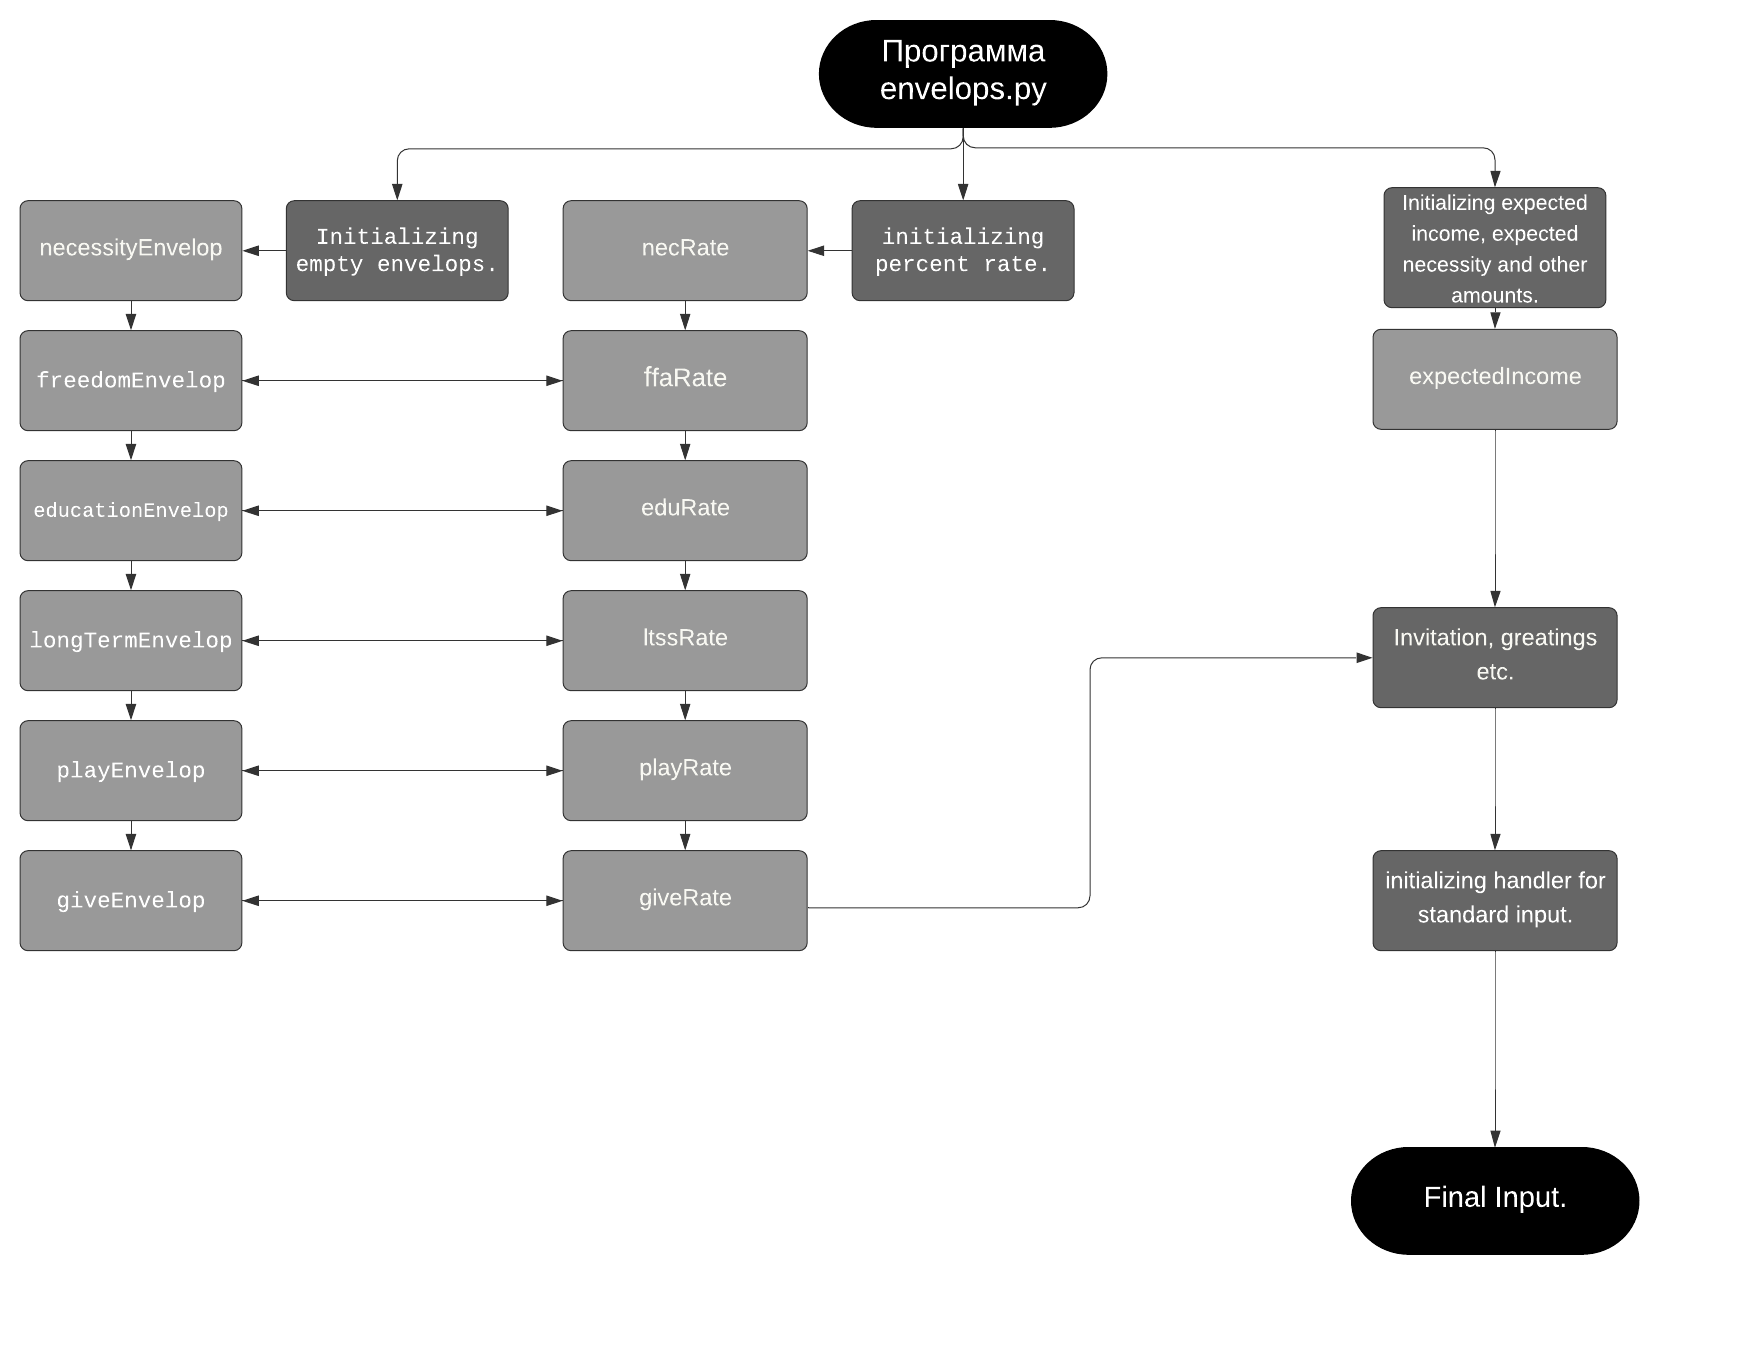 Программа
envelops.py
necessityEnvelop
Initializing
empty envelops.
necRate
initializing
percent rate.
Initializing expected
income, expected
necessity and other
amounts.
freedomEnvelop
ffaRate
expectedIncome
educationEnvelop
eduRate
longTermEnvelop
ltssRate
Invitation, greatings
etc.
playEnvelop
playRate
giveEnvelop
giveRate
initializing handler for
standard input.
Final Input.